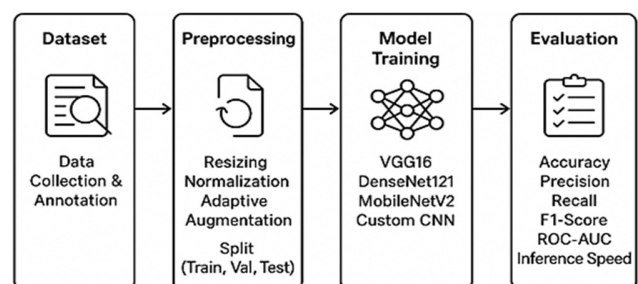 Dataset
Data
Collection &
Annotation
Preprocessing
Resizing
Normalization
Adaptive
Augmentation
Split
(Train, Val, Test)
Model
Training
VGG16
DenseNet121
MobileNetV2
Custom CNN
Evaluation
Accuracy
Precision
Recall
F1-Score
ROC-AUC
Inference Speed